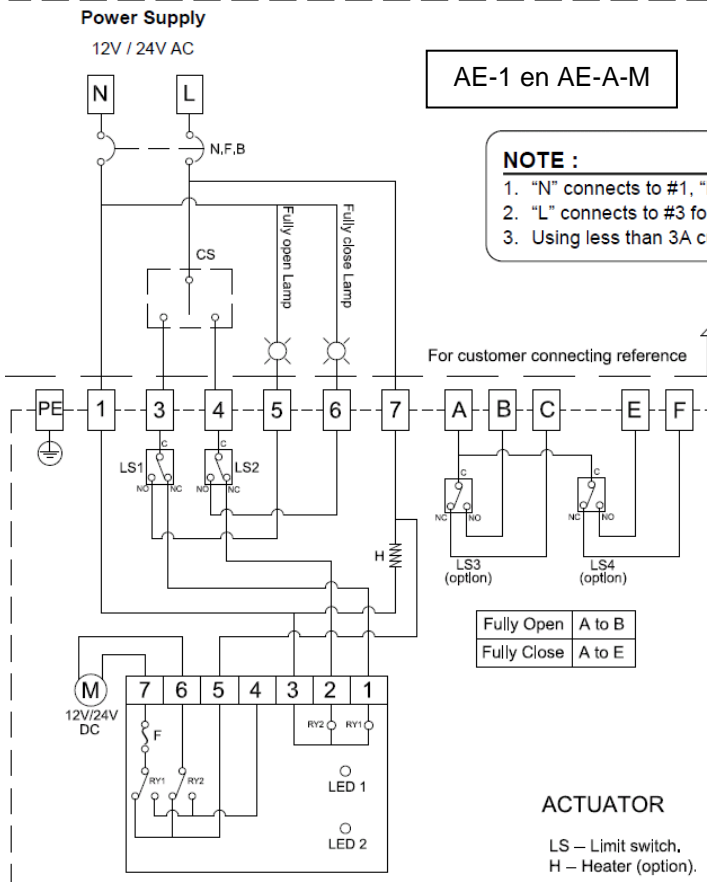 Power Supply
12V / 24V AC
AE-1 en AE-A-M
N
L
N,F,B
NOTE :
1. "N" connects to #1, "
2. "L" connects to #3 fo
3. Using less than 3A c
Fully open Lamp
Fully close Lamp
CS
For customer connecting reference
PE
1
3
4
5
6
7
A
B
C
E
F
C
LS1
NO
NC
C
LS2
NO
NC
C
NC
NO
LS3
(option)
C
NC
NO
LS4
(option)
H
Fully Open A to B
Fully Close A to E
M
12V/24V
DC
7 6 5 4 3 2 1
F
RY2
RY1
RY1
RY2
LED 1
LED 2
ACTUATOR
LS – Limit switch,
H – Heater (option).